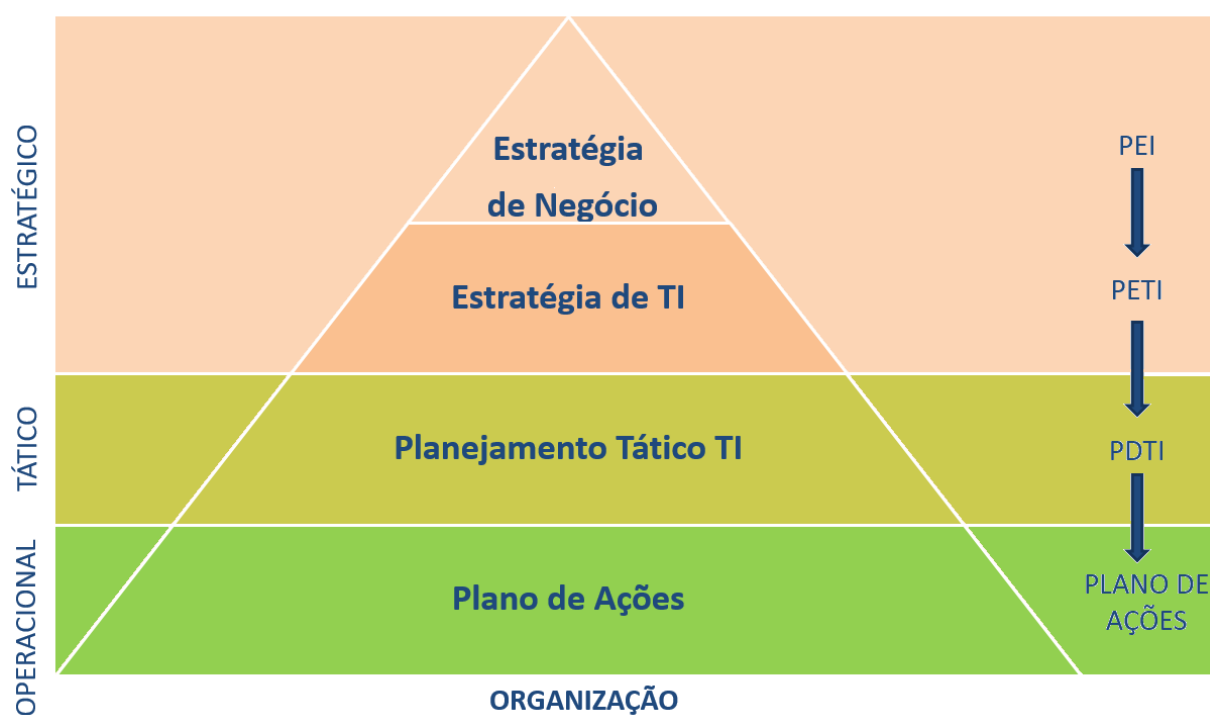 ESTRATÉGICO
Estratégia
de Negócio
PEI
Estratégia de TI
PETI
TÁTICO
Planejamento Tático TI
PDTI
OPERACIONAL
Plano de Ações
PLANO DE
AÇÕES
ORGANIZAÇÃO